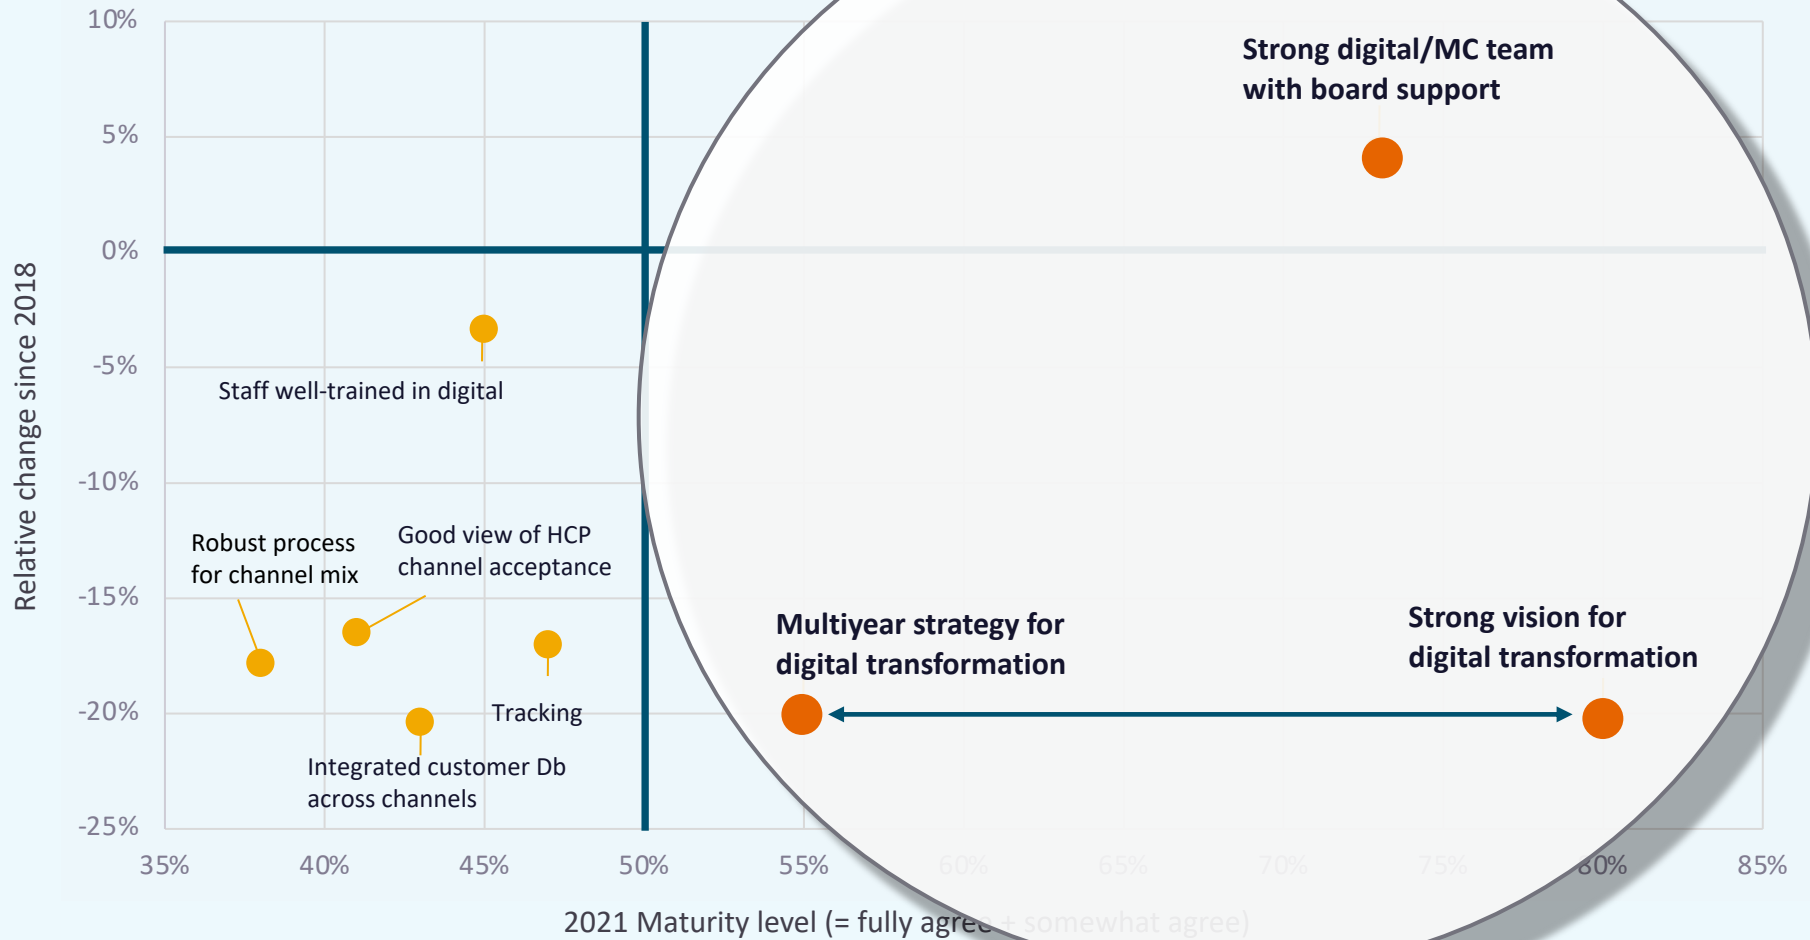 10%
5%
0%
-5%
-10%
-15%
-20%
-25%
Relative change since 2018
Strong digital/MC team
with board support
Staff well-trained in digital
Robust process
for channel mix
Good view of HCP
channel acceptance
Tracking
Integrated customer Db
across channels
Multiyear strategy for
digital transformation
Strong vision for
digital transformation
35%
40%
45%
50%
55%
60%
65%
70%
75%
80%
85%
2021 Maturity level (= fully agree + somewhat agree)